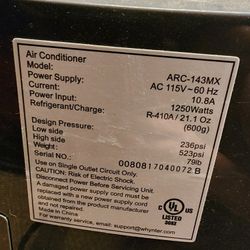 Air Conditioner
Model: ARC-143MX
Power Supply: AC 115V~60 Hz
Current: 10.8A
Power Input: 1250Watts
Refrigerant/Charge: R-410A/ 21.1 Oz
(600g)
Design Pressure:
Low side 236psi
High side 523psi
Weight: 79lb
Serial NO.: 0080817040072 B
Use on Single Outlet Circuit Only.
CAUTION: Risk of Electric Shock.
Disconnect Power Before Servicing Unit.
A damaged power supply cord must be
replaced with a new power supply cord
obtained from the product manufacturer
and not repaired.
Made in China
For warranty service, email: support@whynter.com
C UL US
LISTED